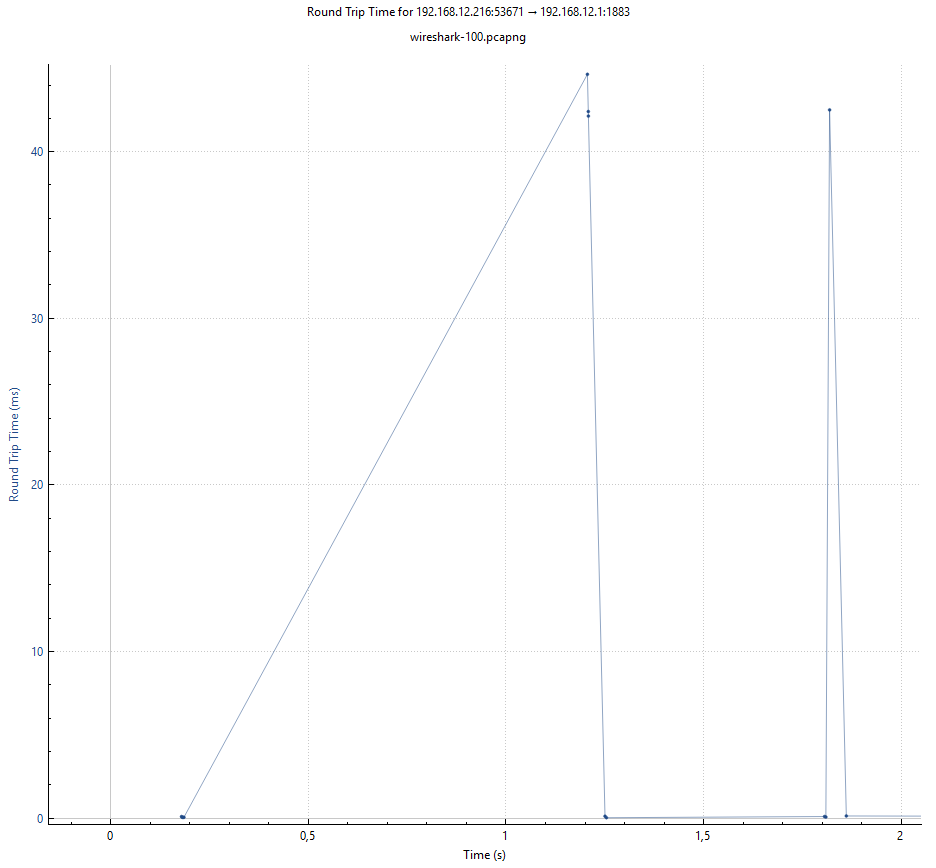 Round Trip Time for 192.168.12.216:53671 → 192.168.12.1:1883
wireshark-100.pcapng
Round Trip Time (ms)
40
30
20
10
0
0 0,5 1 1,5 2
Time (s)